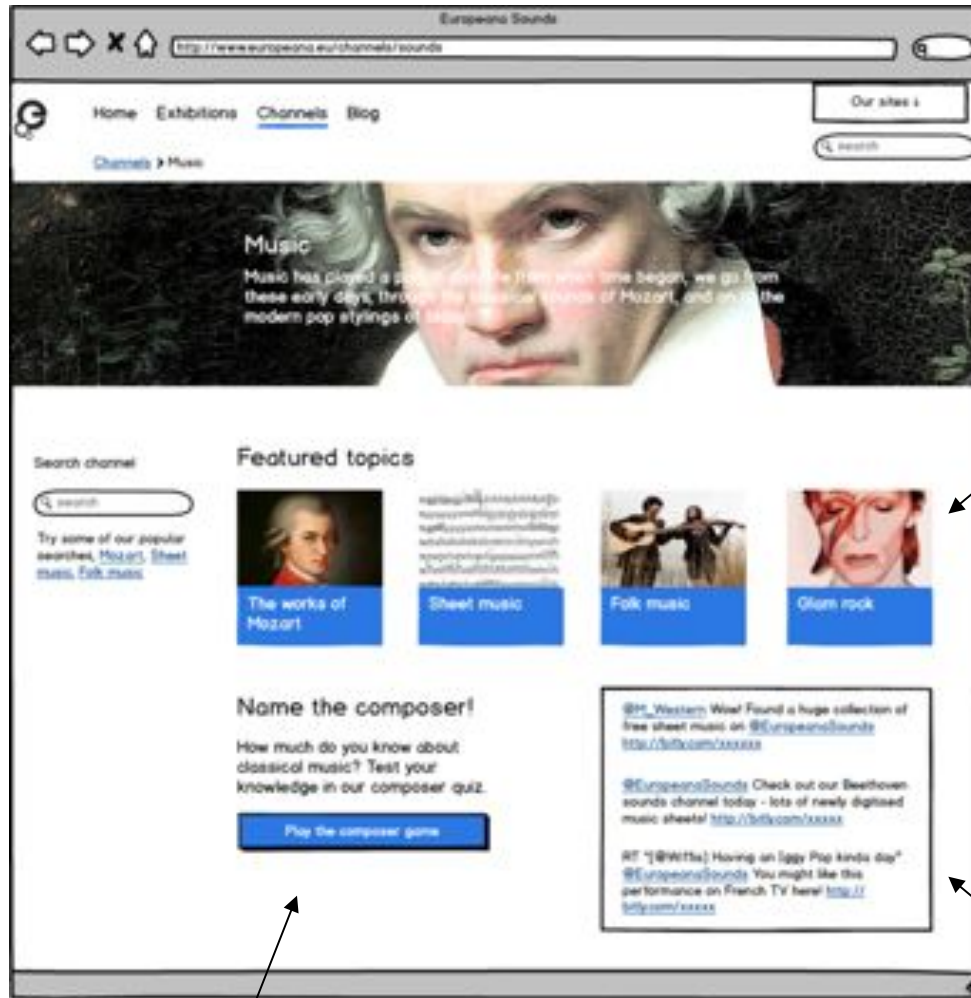 Europeana Sounds
http://www.europeana.eu/channels/sounds
Our sites
Home Exhibitions Channels Blog
search
Channels > Music
Music
Music has played a time began, we go from
these early days, through the sounds of Mozart, and on to the
modern pop stylings of
Search channel
search
Try some of our popular
searches, Mozart, Sheet
music, Folk music
Featured topics
The works of
Mozart
Sheet music
Folk music
Glam rock
Name the composer!
How much do you know about
classical music? Test your
knowledge in our composer quiz.
Play the composer game
@M_Western Wow! Found a huge collection of
free sheet music on @EuropeanaSounds
http://bitly.com/xxxxxx
@EuropeanaSounds Check out our Beethoven
sounds channel today - lots of newly digitised
music sheets! http://bitly.com/xxxxx
RT "[@Wiffis] Having an Iggy Pop kinda day"
@EuropeanaSounds You might like this
performance on French TV here! http://
bitly.com/xxxxx